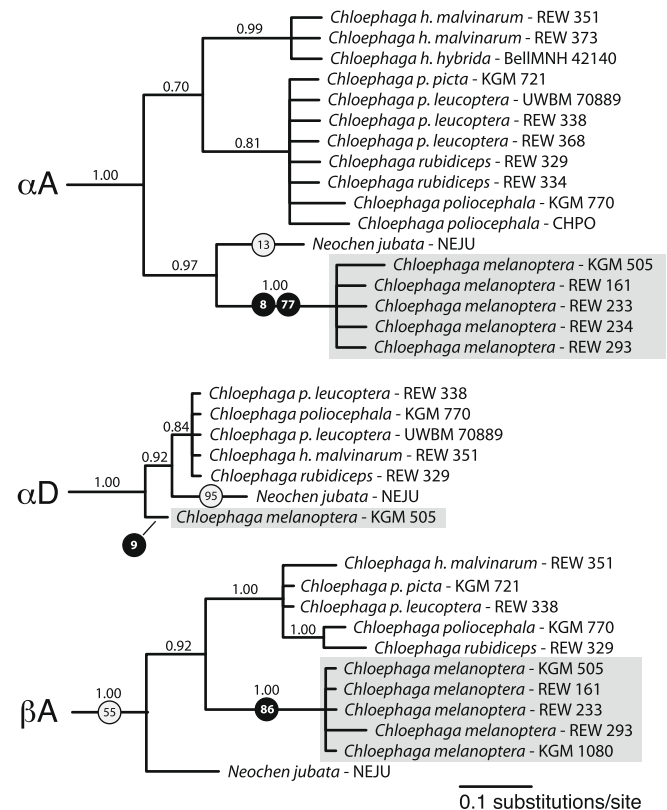 0.99
Chloephaga h. malvinarum - REW 351
Chloephaga h. malvinarum - REW 373
Chloephaga h. hybrida - BellMNH 42140
0.70
Chloephaga p. picta - KGM 721
Chloephaga p. leucoptera - UWBM 70889
Chloephaga p. leucoptera - REW 338
0.81
Chloephaga p. leucoptera - REW 368
Chloephaga rubidiceps - REW 329
αA
1.00
Chloephaga rubidiceps - REW 334
Chloephaga poliocephala - KGM 770
Chloephaga poliocephala - CHPO
13
Neochen jubata - NEJU
0.97
Chloephaga melanoptera - KGM 505
1.00
Chloephaga melanoptera - REW 161
8 77
Chloephaga melanoptera - REW 233
Chloephaga melanoptera - REW 234
Chloephaga melanoptera - REW 293
Chloephaga p. leucoptera - REW 338
Chloephaga poliocephala - KGM 770
0.84
Chloephaga p. leucoptera - UWBM 70889
0.92
Chloephaga h. malvinarum - REW 351
Chloephaga rubidiceps - REW 329
αD
1.00
95
Neochen jubata - NEJU
Chloephaga melanoptera - KGM 505
9
Chloephaga h. malvinarum - REW 351
1.00
Chloephaga p. picta - KGM 721
Chloephaga p. leucoptera - REW 338
1.00
Chloephaga poliocephala - KGM 770
0.92
Chloephaga rubidiceps - REW 329
Chloephaga melanoptera - KGM 505
1.00
Chloephaga melanoptera - REW 161
βA
1.00
55
86
Chloephaga melanoptera - REW 233
Chloephaga melanoptera - REW 293
Chloephaga melanoptera - KGM 1080
Neochen jubata - NEJU
0.1 substitutions/site